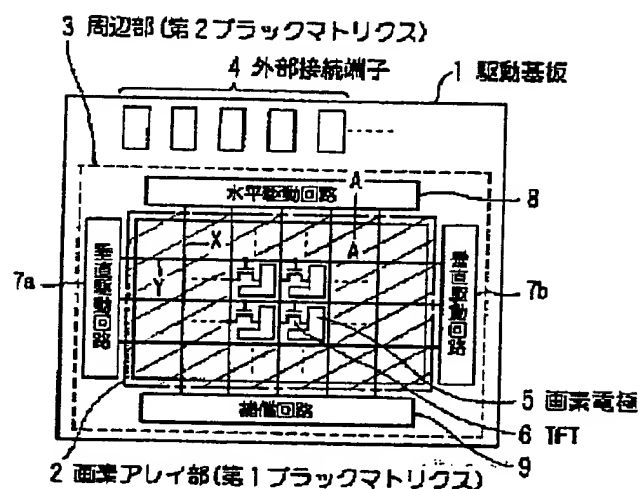 3 周辺部(第2ブラックマトリクス)
4 外部接続端子
1 駆動基板
水平駆動回路
A
8
X
A
垂直駆動回路
7a
Y
垂直駆動回路
7b
5 画素電極
6 TFT
補償回路
9
2 画素アレイ部(第1ブラックマトリクス)